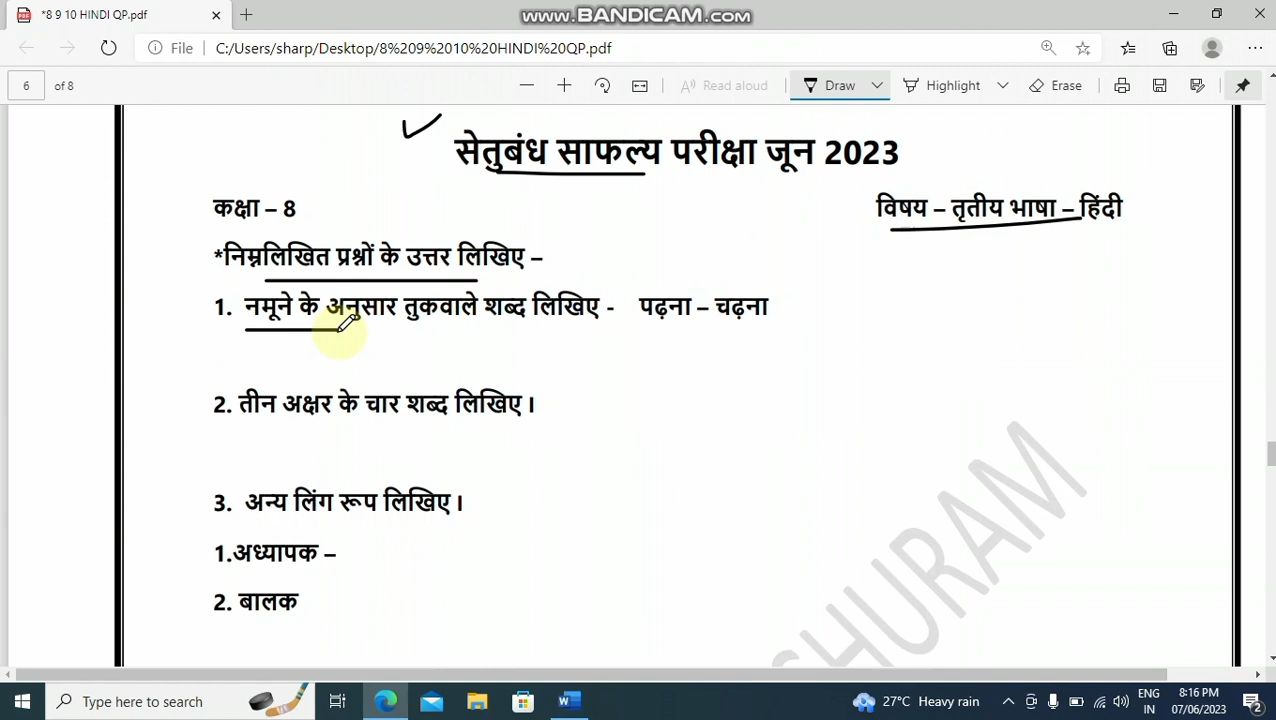 *8 9 10 HINDI QP.pdf
www.BANDICAM.com
File C:/Users/sharp/Desktop/8%209%2010%20HINDI%20QP.pdf
6 of 8 Read aloud Draw Highlight Erase
सेतुबंध साफल्य परीक्षा जून 2023
कक्षा – 8 विषय – तृतीय भाषा – हिंदी
*निम्नलिखित प्रश्नों के उत्तर लिखिए –
1. नमूने के अनुसार तुकवाले शब्द लिखिए - पढ़ना – चढ़ना
2. तीन अक्षर के चार शब्द लिखिए ।
3. अन्य लिंग रूप लिखिए ।
1.अध्यापक –
2. बालक
SHURAM
Type here to search 27°C Heavy rain ENG IN 8:16 PM 07/06/2023 2